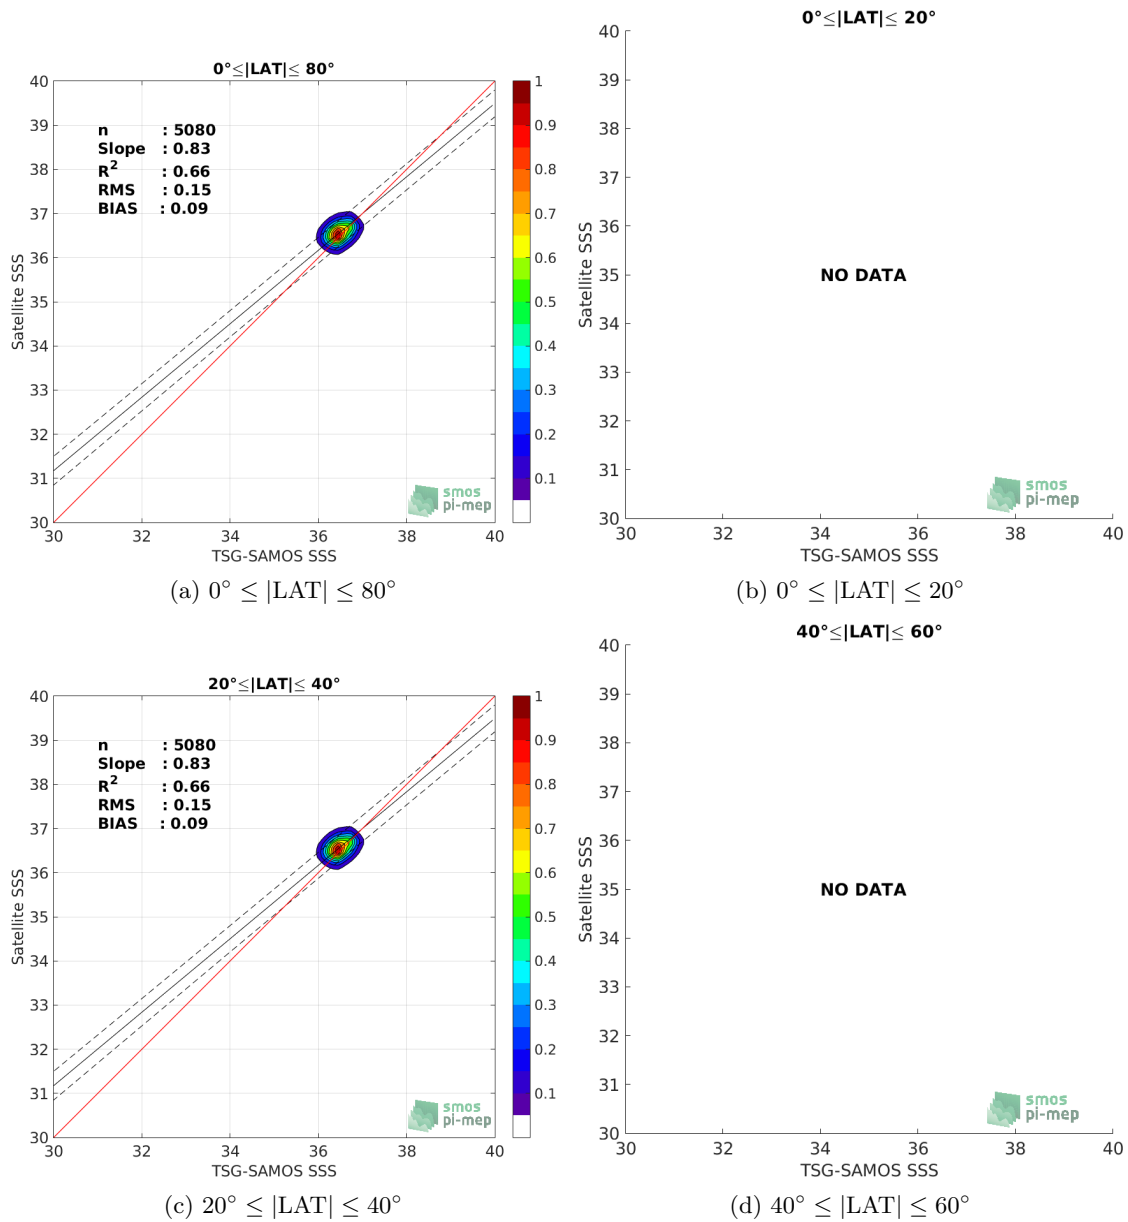 0°≤|LAT|≤ 80°
40
39
38
37
36
35
34
33
32
31
30
30
32
34
36
38
40
n : 5080
Slope : 0.83
R2 : 0.66
RMS : 0.15
BIAS : 0.09
1
0.9
0.8
0.7
0.6
0.5
0.4
0.3
0.2
0.1
Satellite SSS
TSG-SAMOS SSS
smos
pi-mep
(a) 0° ≤ |LAT| ≤ 80°
0°≤|LAT|≤ 20°
40
39
38
37
36
35
34
33
32
31
30
30
32
34
36
38
40
NO DATA
Satellite SSS
TSG-SAMOS SSS
smos
pi-mep
(b) 0° ≤ |LAT| ≤ 20°
20°≤|LAT|≤ 40°
40
39
38
37
36
35
34
33
32
31
30
30
32
34
36
38
40
n : 5080
Slope : 0.83
R2 : 0.66
RMS : 0.15
BIAS : 0.09
1
0.9
0.8
0.7
0.6
0.5
0.4
0.3
0.2
0.1
Satellite SSS
TSG-SAMOS SSS
smos
pi-mep
(c) 20° ≤ |LAT| ≤ 40°
40°≤|LAT|≤ 60°
40
39
38
37
36
35
34
33
32
31
30
30
32
34
36
38
40
NO DATA
Satellite SSS
TSG-SAMOS SSS
smos
pi-mep
(d) 40° ≤ |LAT| ≤ 60°